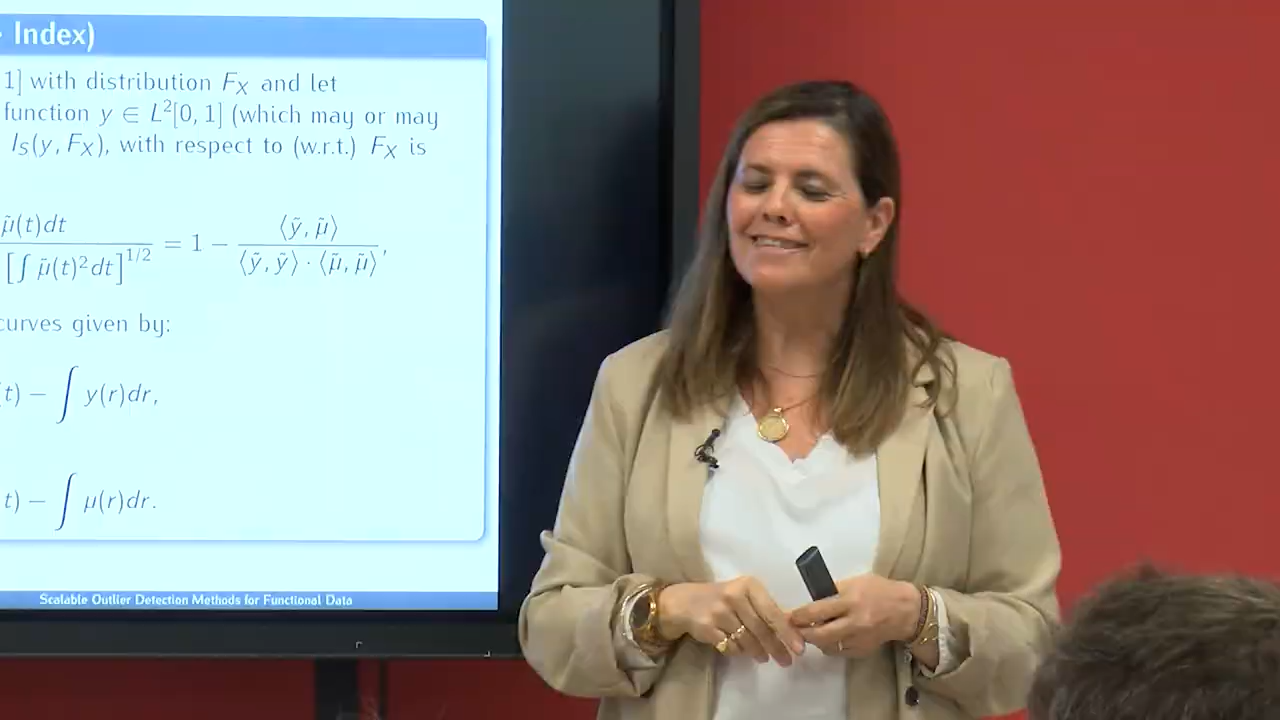 Index)
1] with distribution F_X and let
function y ∈ L²[0, 1] (which may or may
I_S(y, F_X), with respect to (w.r.t.) F_X is
μ̃(t)dt / [∫ μ̃(t)²dt]^{1/2} = 1 − ⟨ỹ, μ̃⟩ / ⟨ỹ, ỹ⟩ · ⟨μ̃, μ̃⟩,
curves given by:
(t) − ∫ y(r)dr,
t) − ∫ μ(r)dr.
Scalable Outlier Detection Methods for Functional Data